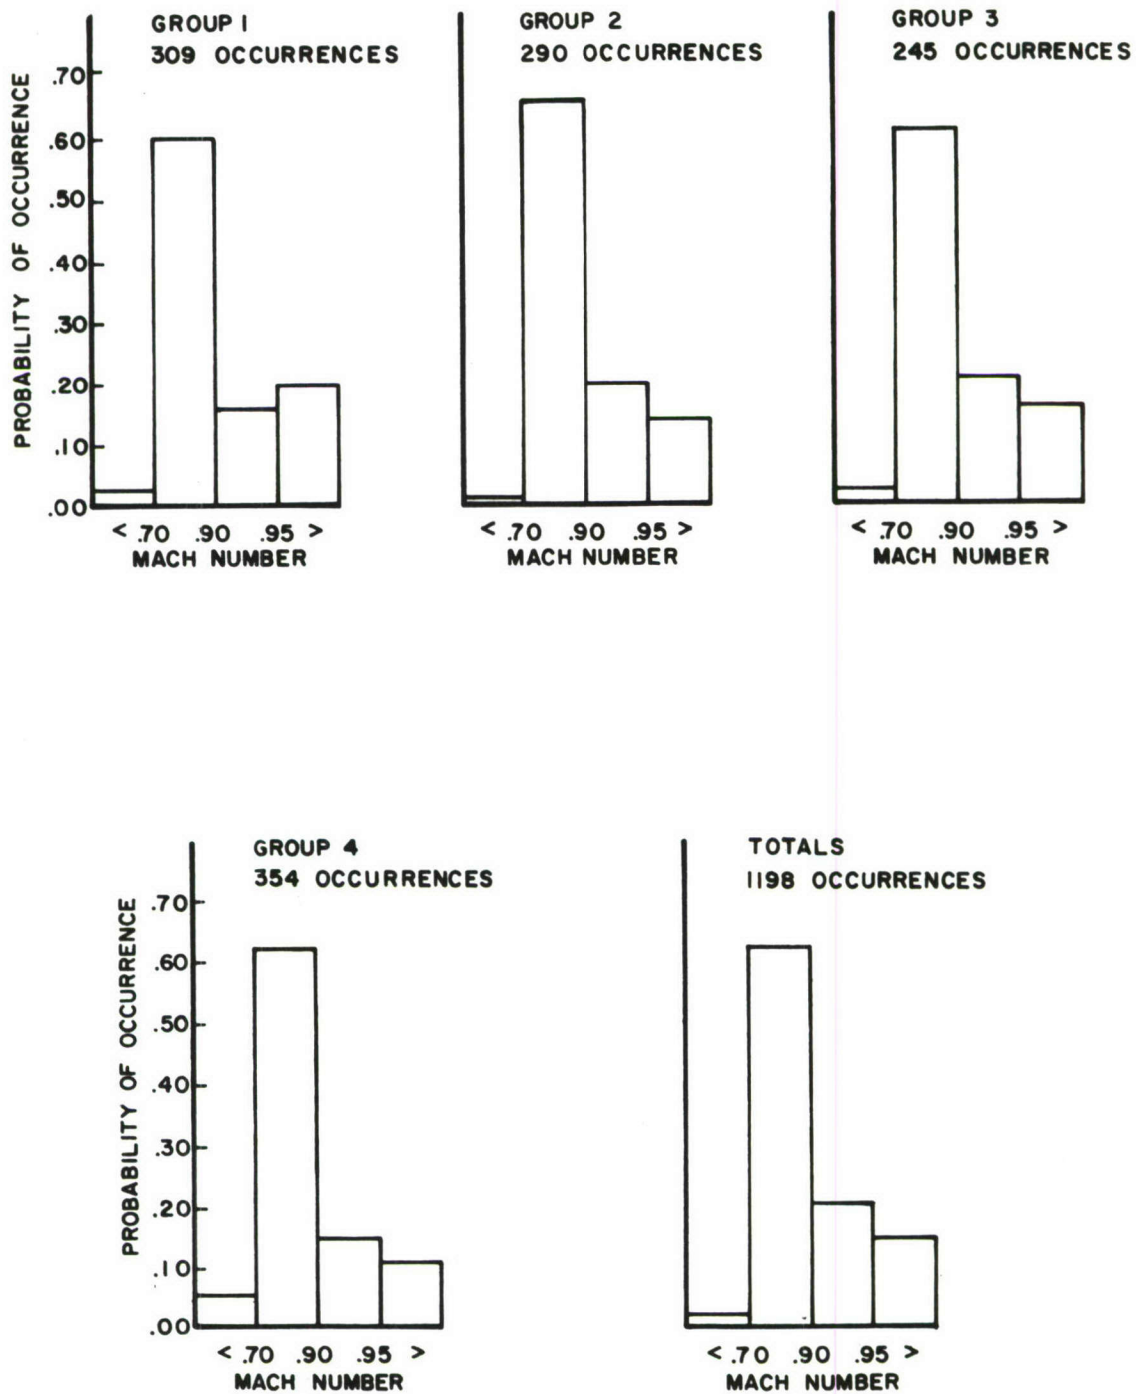 GROUP 1
309 OCCURRENCES
PROBABILITY OF OCCURRENCE
.70
.60
.50
.40
.30
.20
.10
.00
< .70 .90 .95 >
MACH NUMBER
GROUP 2
290 OCCURRENCES
< .70 .90 .95 >
MACH NUMBER
GROUP 3
245 OCCURRENCES
< .70 .90 .95 >
MACH NUMBER
GROUP 4
354 OCCURRENCES
PROBABILITY OF OCCURRENCE
.70
.60
.50
.40
.30
.20
.10
.00
< .70 .90 .95 >
MACH NUMBER
TOTALS
1198 OCCURRENCES
< .70 .90 .95 >
MACH NUMBER